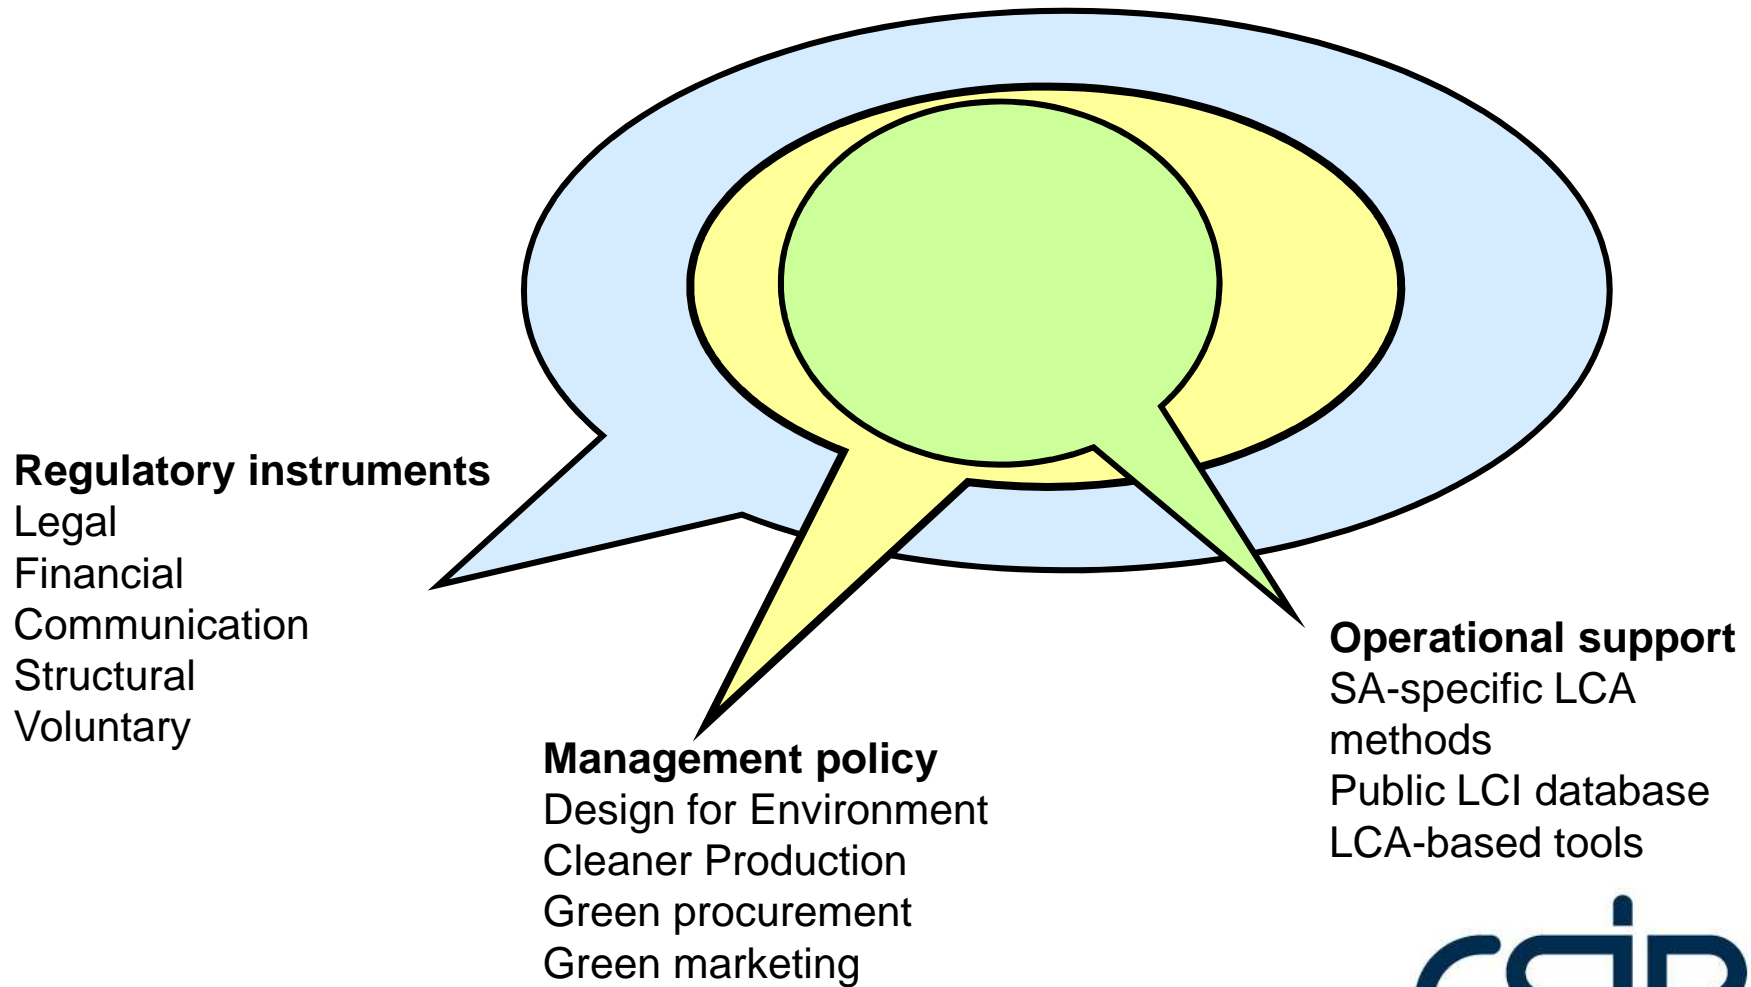 Regulatory instruments
Legal
Financial
Communication
Structural
Voluntary
Management policy
Design for Environment
Cleaner Production
Green procurement
Green marketing
Operational support
SA-specific LCA
methods
Public LCI database
LCA-based tools